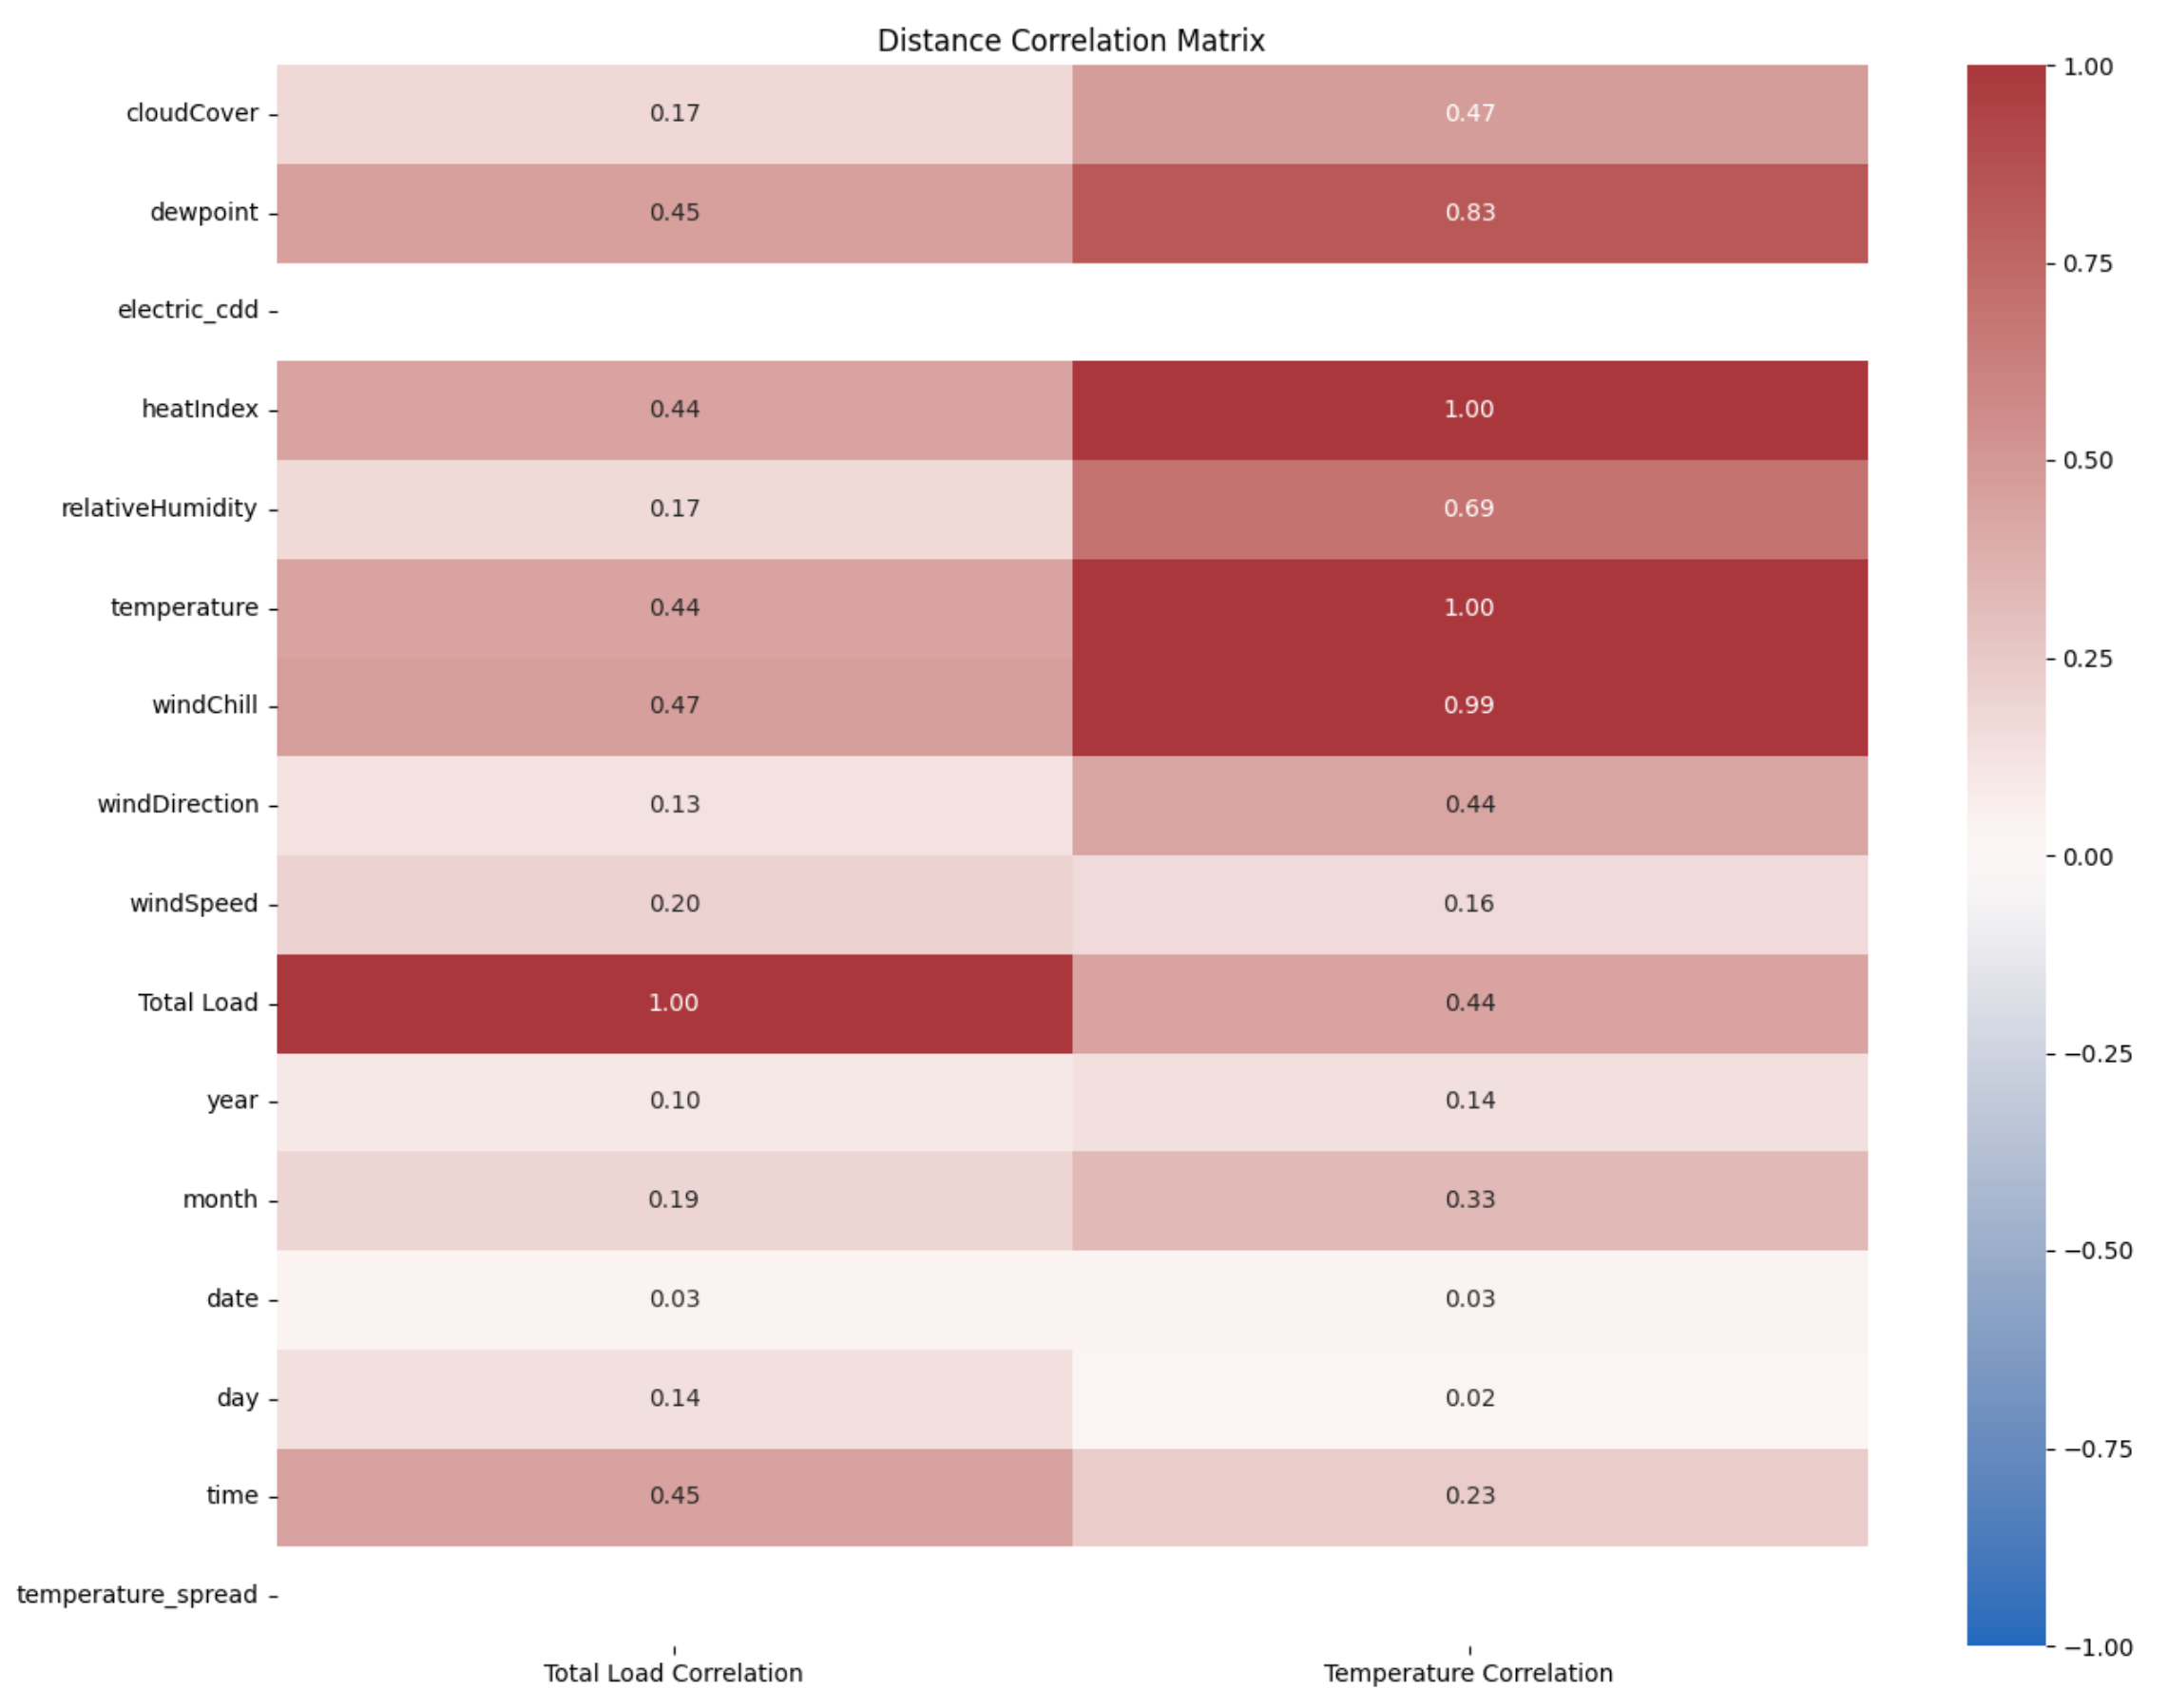 Distance Correlation Matrix
cloudCover 0.17 0.47
dewpoint 0.45 0.83
electric_cdd
heatIndex 0.44 1.00
relativeHumidity 0.17 0.69
temperature 0.44 1.00
windChill 0.47 0.99
windDirection 0.13 0.44
windSpeed 0.20 0.16
Total Load 1.00 0.44
year 0.10 0.14
month 0.19 0.33
date 0.03 0.03
day 0.14 0.02
time 0.45 0.23
temperature_spread
Total Load Correlation Temperature Correlation
1.00
0.75
0.50
0.25
0.00
−0.25
−0.50
−0.75
−1.00